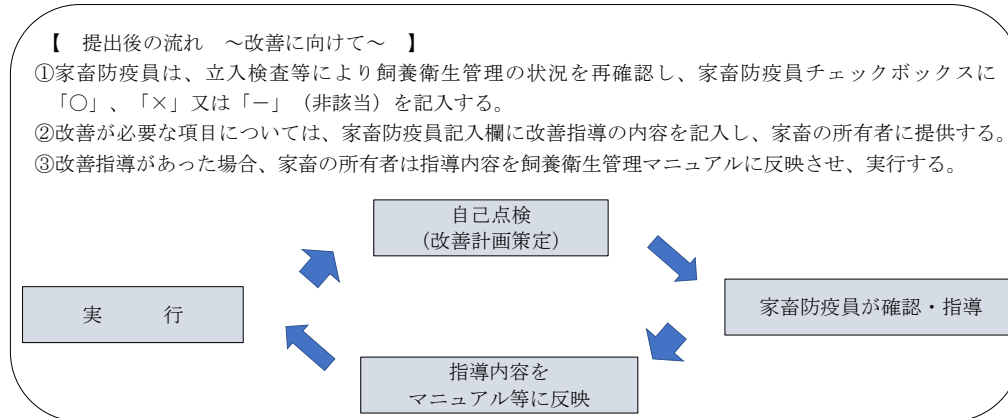 【　提出後の流れ　～改善に向けて～　】
①家畜防疫員は、立入検査等により飼養衛生管理の状況を再確認し、家畜防疫員チェックボックスに
「○」、「×」又は「－」（非該当）を記入する。
②改善が必要な項目については、家畜防疫員記入欄に改善指導の内容を記入し、家畜の所有者に提供する。
③改善指導があった場合、家畜の所有者は指導内容を飼養衛生管理マニュアルに反映させ、実行する。
自己点検
（改善計画策定）
家畜防疫員が確認・指導
指導内容を
マニュアル等に反映
実　　行